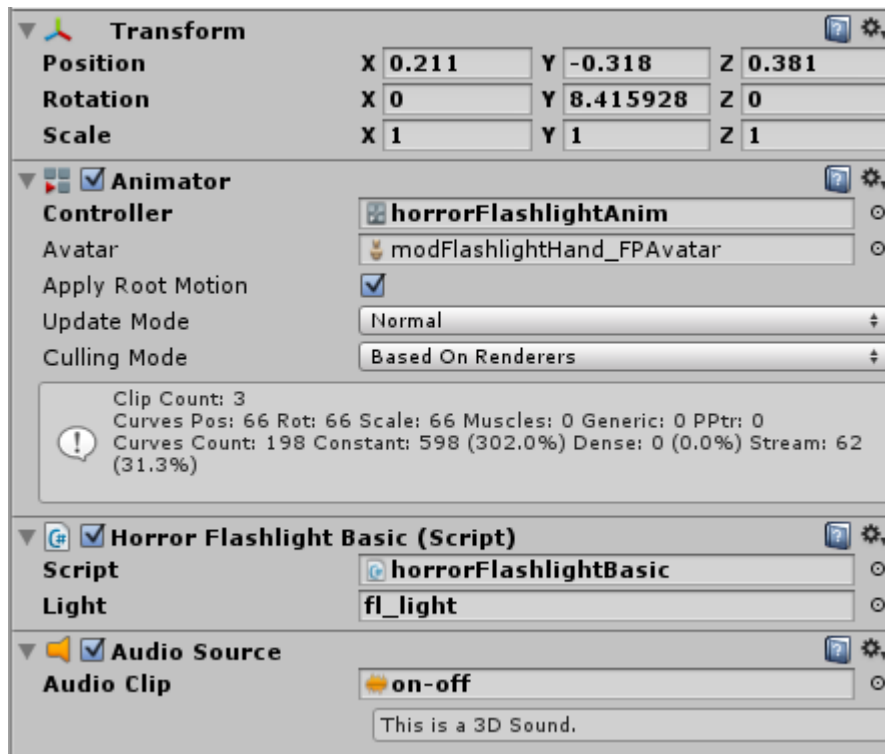 Transform
Position X 0.211 Y -0.318 Z 0.381
Rotation X 0 Y 8.415928 Z 0
Scale X 1 Y 1 Z 1
Animator
Controller horrorFlashlightAnim
Avatar modFlashlightHand_FPAvatar
Apply Root Motion
Update Mode Normal
Culling Mode Based On Renderers
Clip Count: 3
Curves Pos: 66 Rot: 66 Scale: 66 Muscles: 0 Generic: 0 PPtr: 0
Curves Count: 198 Constant: 598 (302.0%) Dense: 0 (0.0%) Stream: 62
(31.3%)
Horror Flashlight Basic (Script)
Script horrorFlashlightBasic
Light fl_light
Audio Source
Audio Clip on-off
This is a 3D Sound.